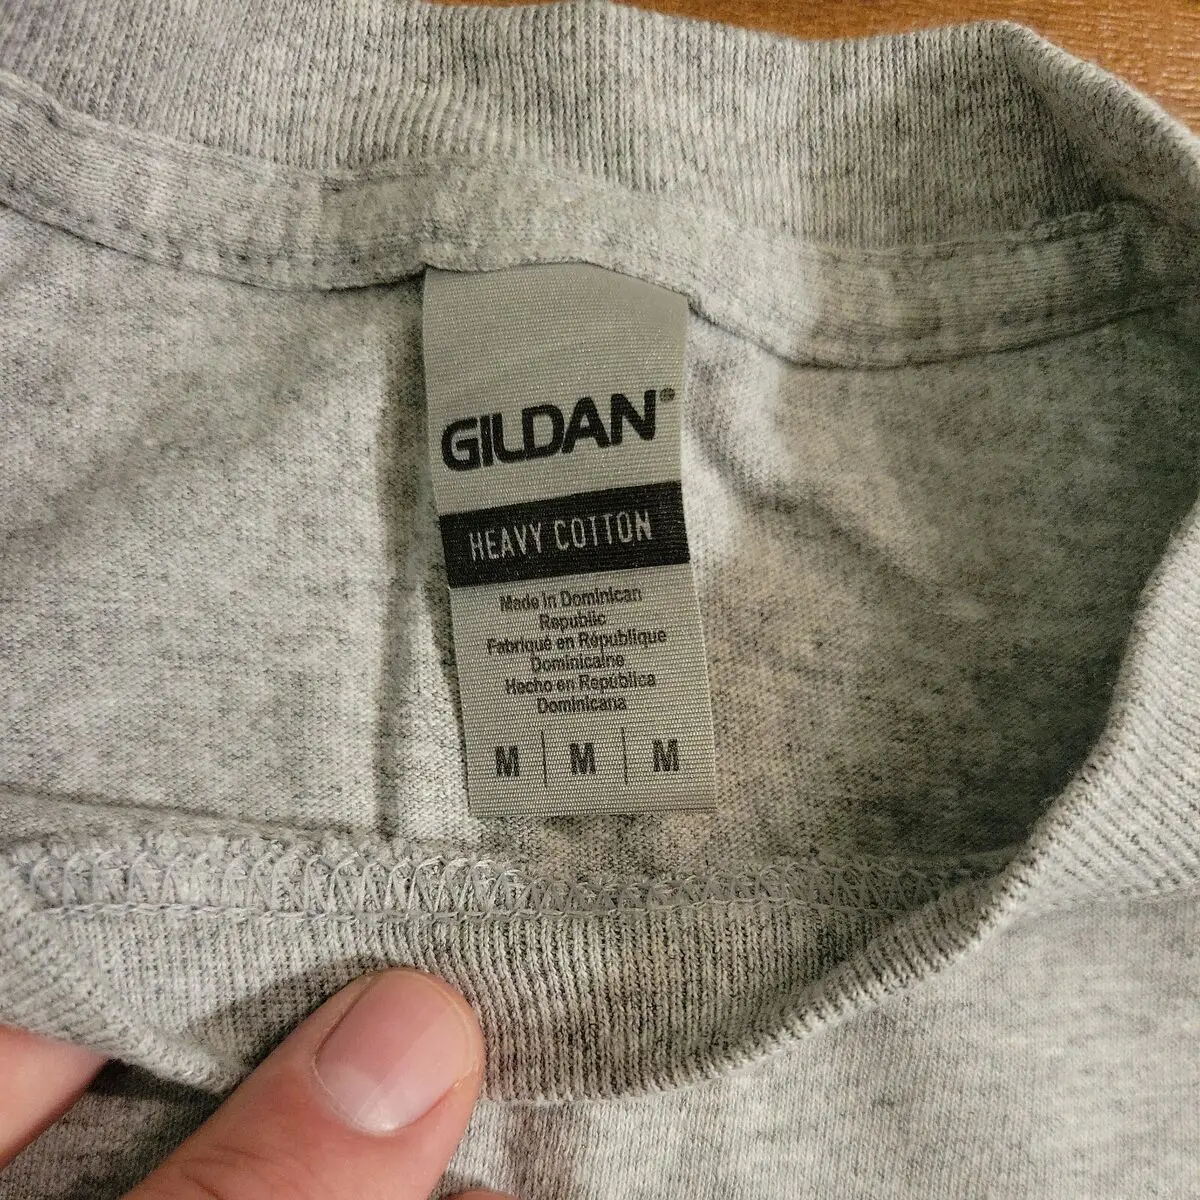 GILDAN®
HEAVY COTTON
Made in Dominican
Republic
Fabriqué en République
Dominicaine
Hecho en República
Dominicana
M | M | M